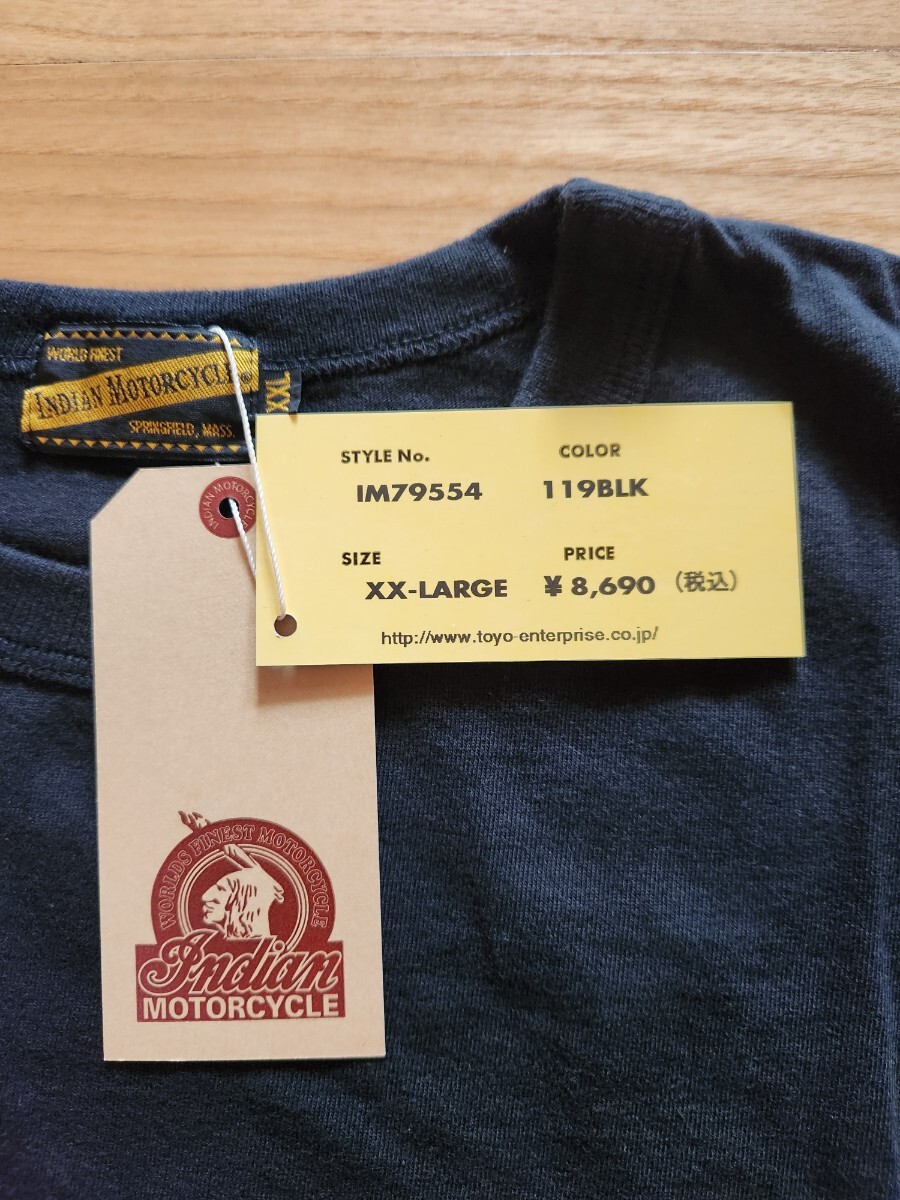 WORLD FINEST
INDIAN MOTORCYCLE®
SPRINGFIELD, MASS.
XXL
STYLE No. COLOR
IM79554 119BLK
SIZE PRICE
XX-LARGE ¥8,690 (税込)
http://www.toyo-enterprise.co.jp/
INDIAN MOTORCYCLE
WORLDS FINEST MOTORCYCLE
Indian
MOTORCYCLE